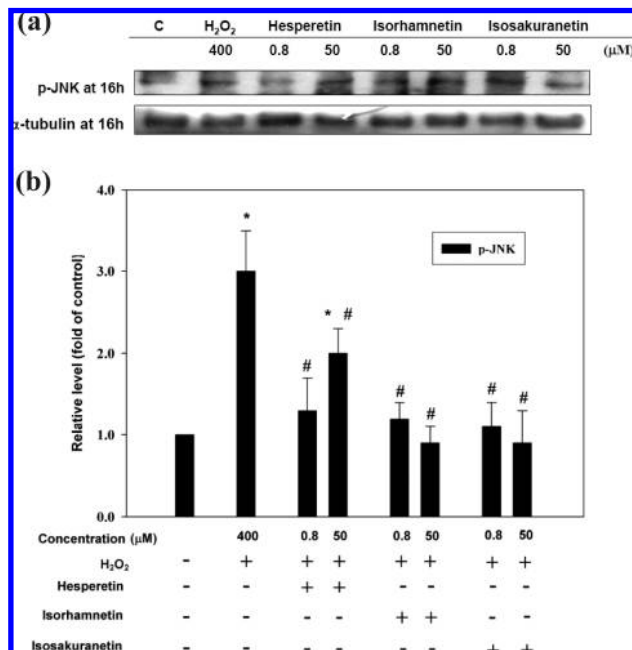 (a)
C H₂O₂ Hesperetin Isorhamnetin Isosakuranetin
400 0.8 50 0.8 50 0.8 50 (μM)
p-JNK at 16h
α-tubulin at 16h
(b)
4.0
*
p-JNK
3.0
* #
2.0
# # # # #
1.0
0.0
Relative level (fold of control)
Concentration (μM) 400 0.8 50 0.8 50 0.8 50
H₂O₂ - + + + + + + +
Hesperetin - - + + - - - -
Isorhamnetin - - - - + + - -
Isosakuranetin - - - - - - + +